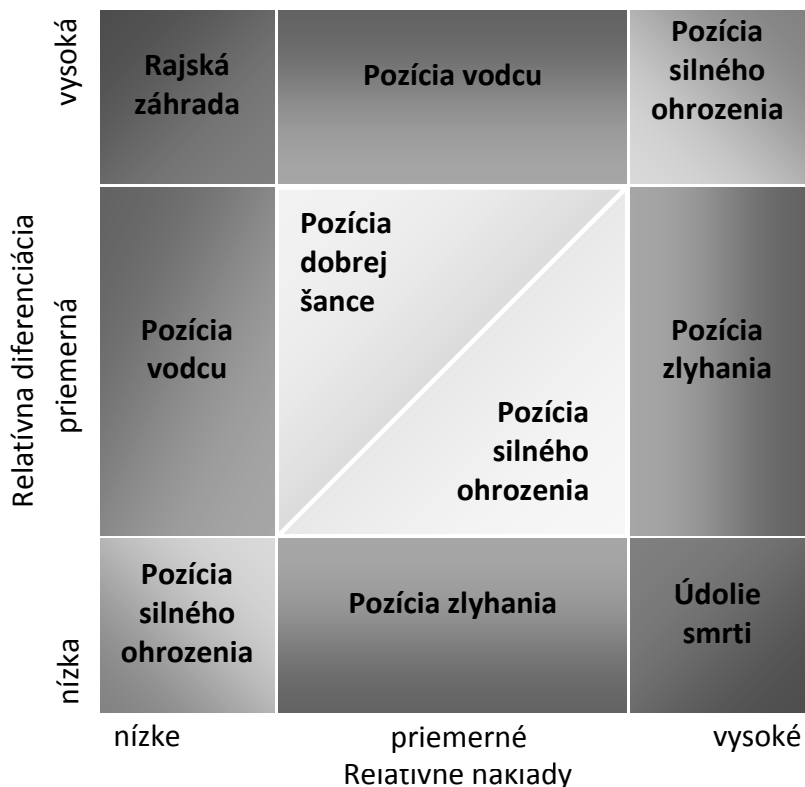 vysoká
Rajská
záhrada
Pozícia vodcu
Pozícia
silného
ohrozenia
Relatívna diferenciácia
priemerná
Pozícia
vodcu
Pozícia
dobrej
šance
Pozícia
silného
ohrozenia
Pozícia
zlyhania
nízka
Pozícia
silného
ohrozenia
Pozícia zlyhania
Údolie
smrti
nízke
priemerné
vysoké
Relatívne náklady